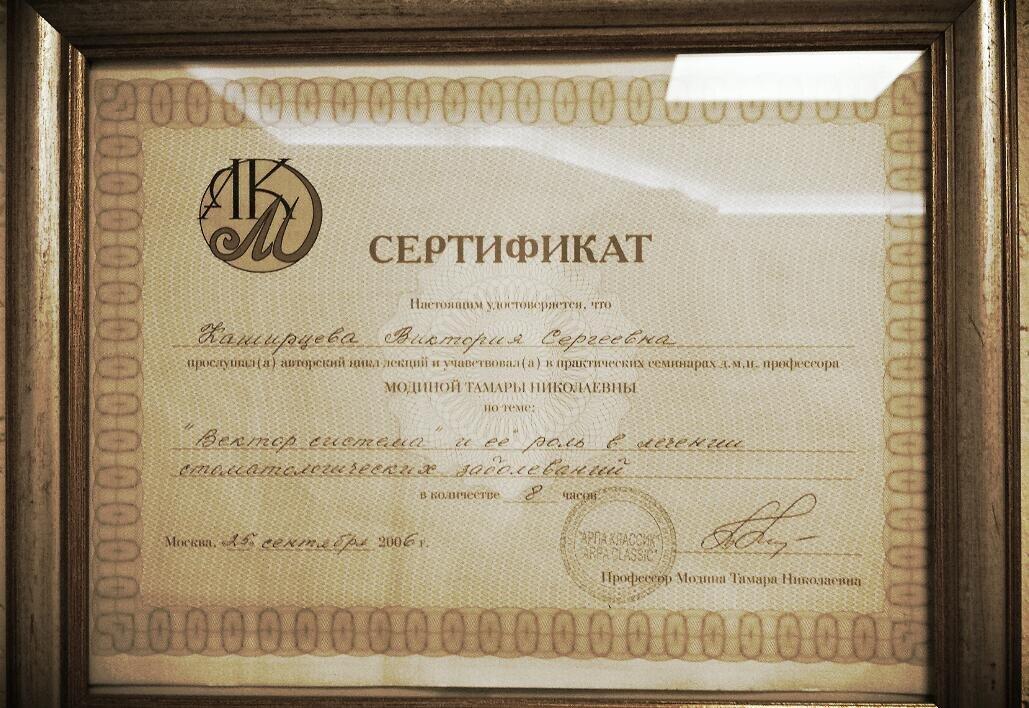 АКМ
СЕРТИФИКАТ
Настоящим удостоверяется, что
Каширцева Виктория Сергеевна
прослушал(а) авторский цикл лекций и учавствовал(а) в практических семинарах д.м.н. профессора
МОДИНОЙ ТАМАРЫ НИКОЛАЕВНЫ
по теме:
"Вектор система" и ее роль в лечении
стоматологических заболеваний
в количестве 8 часов
Москва, 25 сентября 2006 г.
"АРПА КЛАССИК"
"ARPA CLASSIC"
Профессор Модина Тамара Николаевна